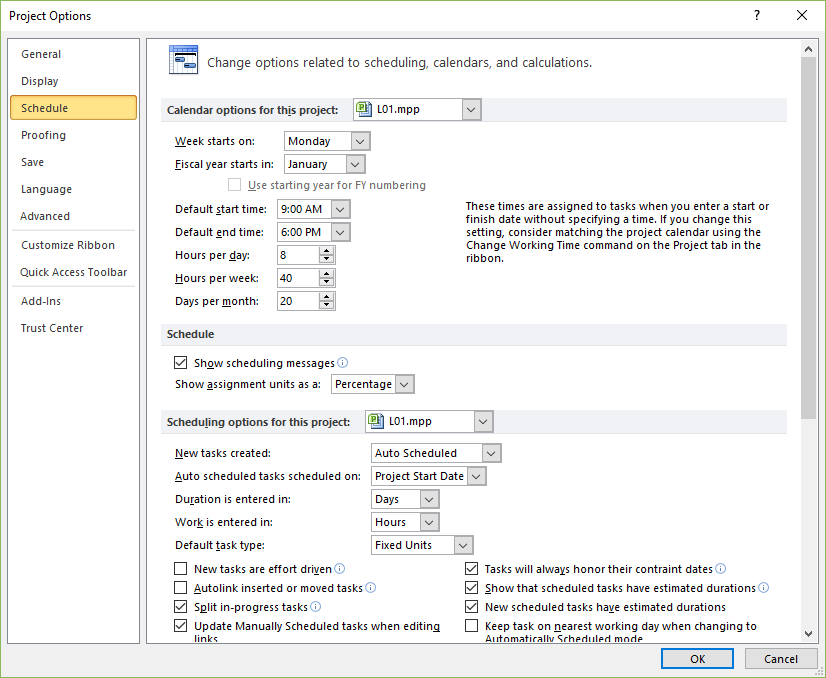 Project Options
?
General
Display
Schedule
Proofing
Save
Language
Advanced
Customize Ribbon
Quick Access Toolbar
Add-Ins
Trust Center
Change options related to scheduling, calendars, and calculations.
Calendar options for this project: L01.mpp
Week starts on: Monday
Fiscal year starts in: January
Use starting year for FY numbering
Default start time: 9:00 AM
Default end time: 6:00 PM
Hours per day: 8
Hours per week: 40
Days per month: 20
These times are assigned to tasks when you enter a start or
finish date without specifying a time. If you change this
setting, consider matching the project calendar using the
Change Working Time command on the Project tab in the
ribbon.
Schedule
Show scheduling messages
Show assignment units as a: Percentage
Scheduling options for this project: L01.mpp
New tasks created: Auto Scheduled
Auto scheduled tasks scheduled on: Project Start Date
Duration is entered in: Days
Work is entered in: Hours
Default task type: Fixed Units
New tasks are effort driven
Autolink inserted or moved tasks
Split in-progress tasks
Update Manually Scheduled tasks when editing
links
Tasks will always honor their contraint dates
Show that scheduled tasks have estimated durations
New scheduled tasks have estimated durations
Keep task on nearest working day when changing to
Automatically Scheduled mode
OK
Cancel